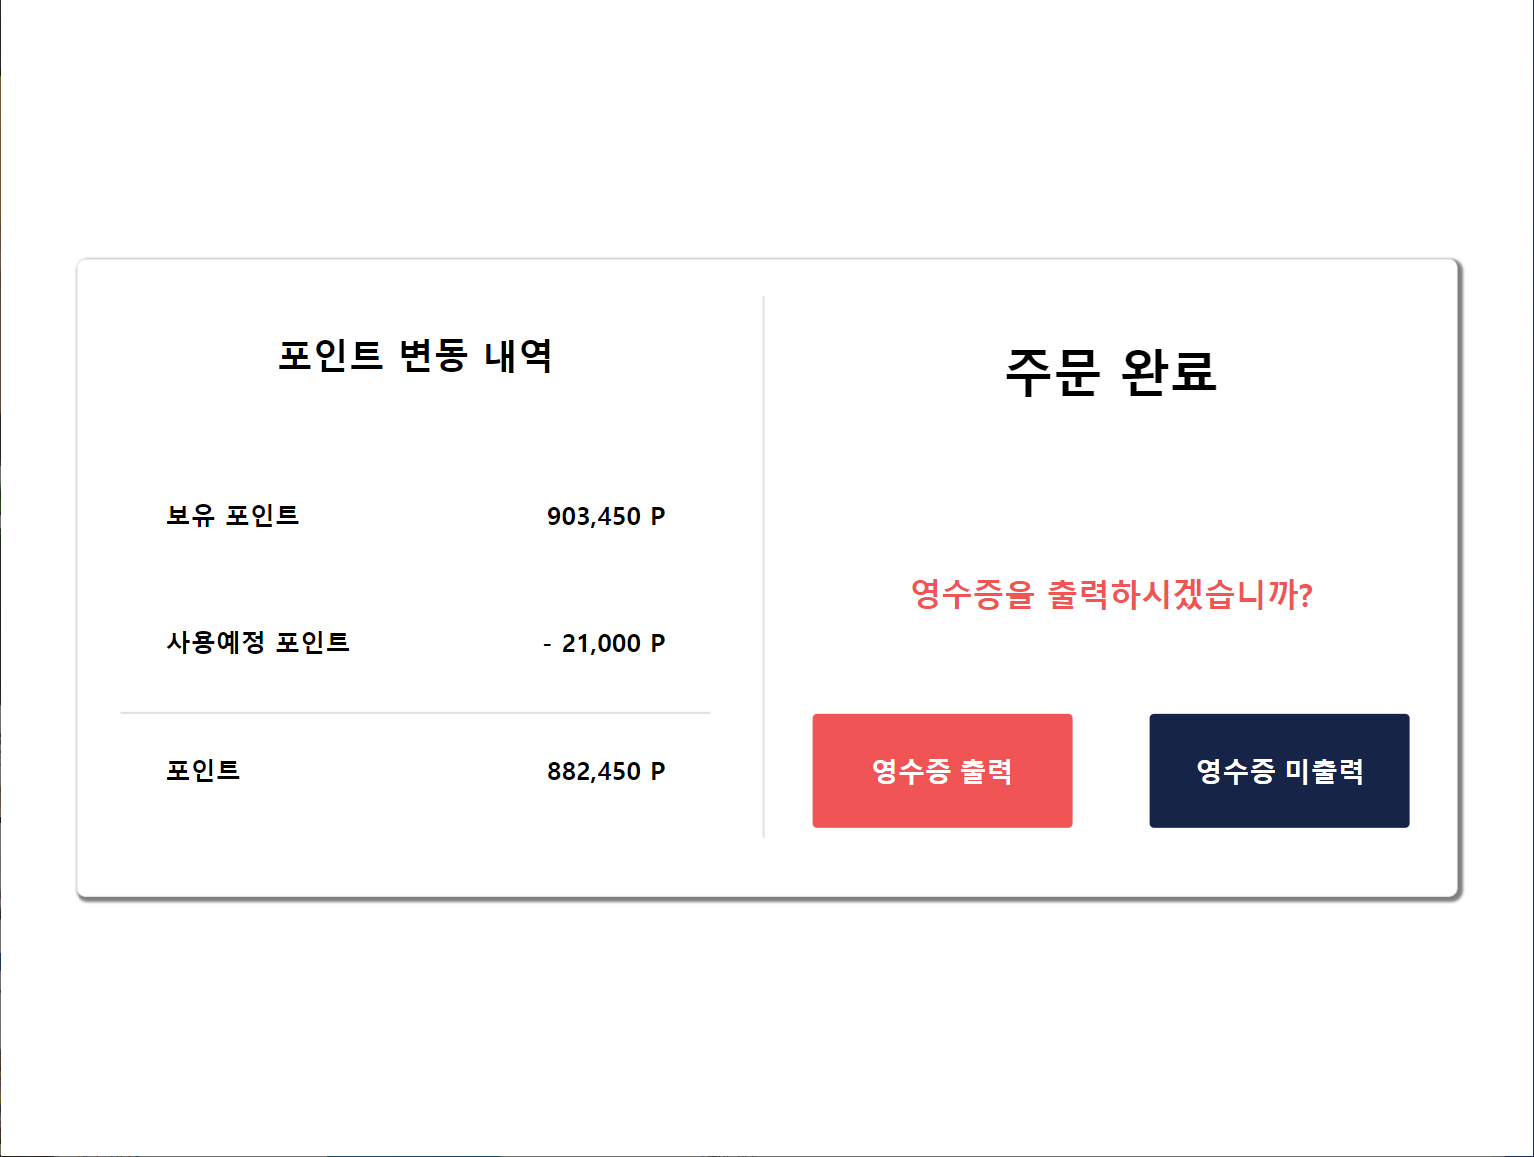 포인트 변동 내역
보유 포인트 903,450 P
사용예정 포인트 - 21,000 P
포인트 882,450 P
주문 완료
영수증을 출력하시겠습니까?
영수증 출력
영수증 미출력